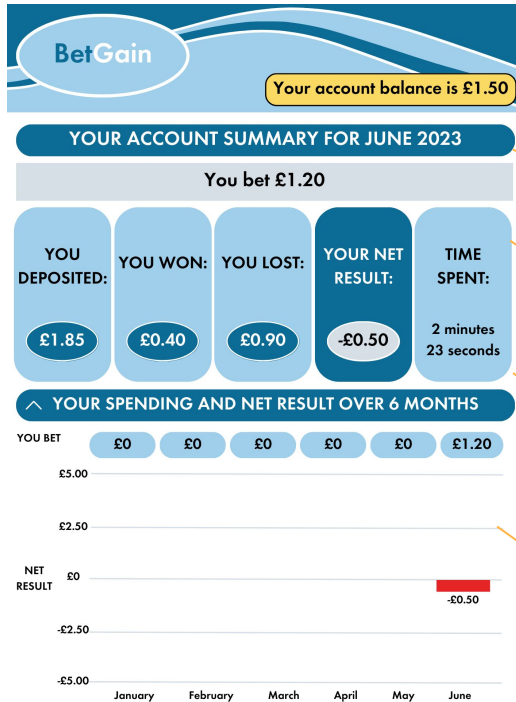 BetGain
Your account balance is £1.50
YOUR ACCOUNT SUMMARY FOR JUNE 2023
You bet £1.20
YOU DEPOSITED:
£1.85
YOU WON:
£0.40
YOU LOST:
£0.90
YOUR NET RESULT:
-£0.50
TIME SPENT:
2 minutes
23 seconds
YOUR SPENDING AND NET RESULT OVER 6 MONTHS
YOU BET
£0 £0 £0 £0 £0 £1.20
£5.00
£2.50
NET RESULT
£0
-£0.50
-£2.50
-£5.00
January February March April May June